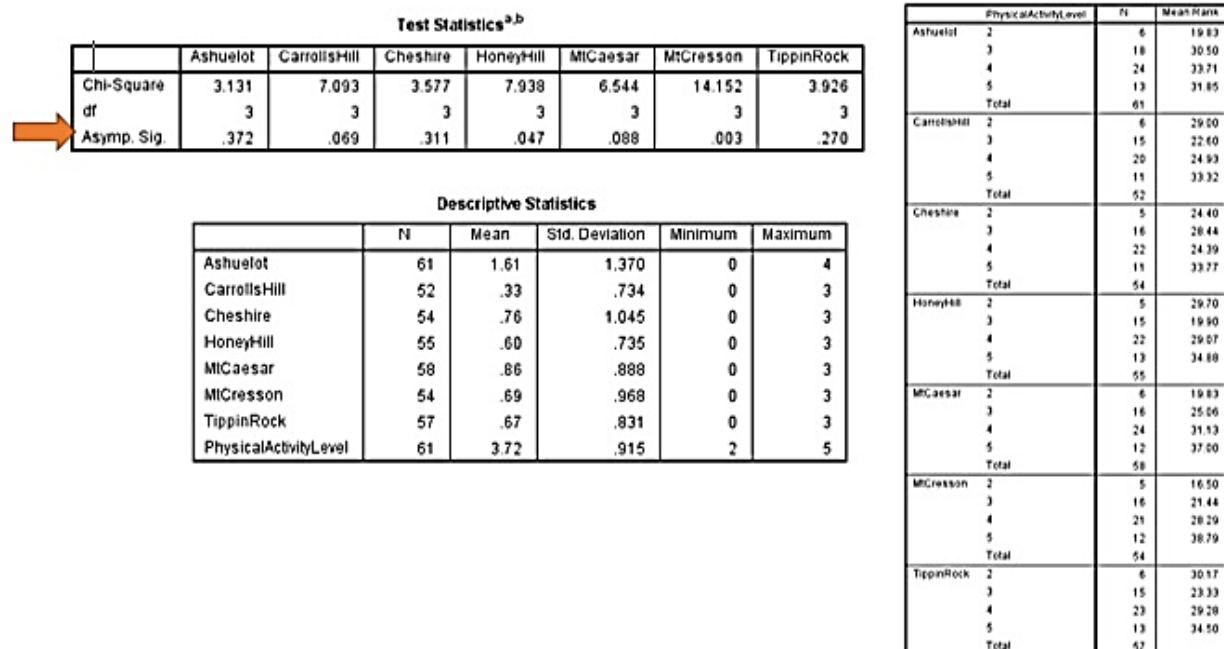 Test Statistics a,b
Ashuelot CarrollsHill Cheshire HoneyHill MtCaesar MtCresson TippinRock
Chi-Square 3.131 7.093 3.577 7.938 6.544 14.152 3.926
df 3 3 3 3 3 3 3
Asymp. Sig. .372 .069 .311 .047 .088 .003 .270
Descriptive Statistics
N Mean Std. Deviation Minimum Maximum
Ashuelot 61 1.61 1.370 0 4
CarrollsHill 52 .33 .734 0 3
Cheshire 54 .76 1.045 0 3
HoneyHill 55 .60 .735 0 3
MtCaesar 58 .86 .888 0 3
MtCresson 54 .69 .968 0 3
TippinRock 57 .67 .831 0 3
PhysicalActivityLevel 61 3.72 .915 2 5
PhysicalActivityLevel N Mean Rank
Ashuelot 2 6 19.83
3 18 30.50
4 24 33.71
5 13 31.85
Total 61
CarrollsHill 2 6 29.00
3 15 22.60
4 20 24.93
5 11 33.32
Total 52
Cheshire 2 5 24.40
3 16 28.44
4 22 24.39
5 11 33.77
Total 54
HoneyHill 2 5 29.70
3 15 19.90
4 22 29.07
5 13 34.88
Total 55
MtCaesar 2 6 19.83
3 16 25.06
4 24 31.13
5 12 37.00
Total 58
MtCresson 2 5 16.50
3 16 21.44
4 21 28.29
5 12 38.79
Total 54
TippinRock 2 6 30.17
3 15 23.33
4 23 29.28
5 13 34.50
Total 57